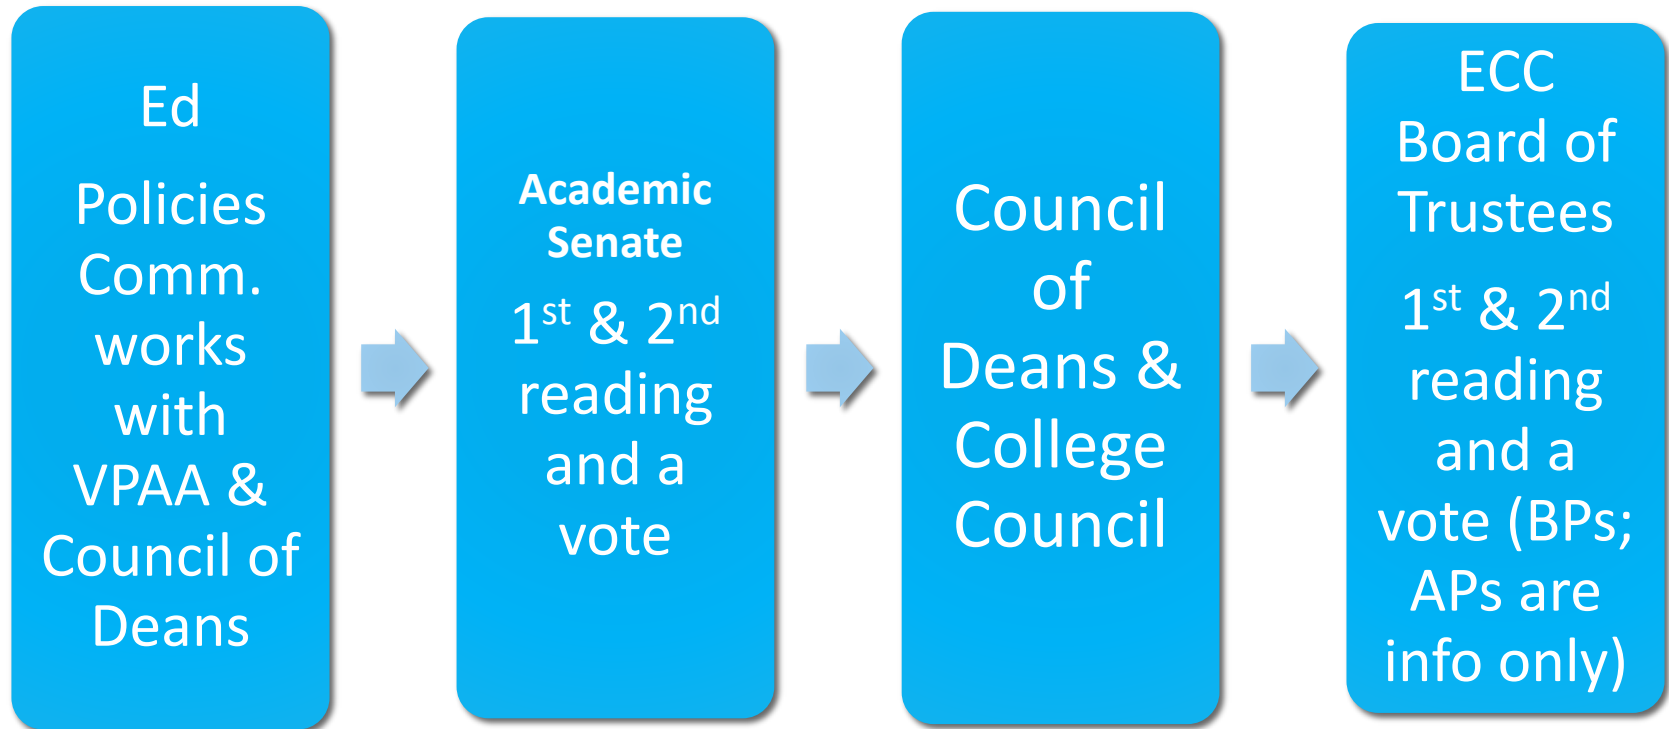 Ed
Policies
Comm.
works
with
VPAA &
Council of
Deans
Academic
Senate
1st & 2nd
reading
and a
vote
Council
of
Deans &
College
Council
ECC
Board of
Trustees
1st & 2nd
reading
and a
vote (BPs;
APs are
info only)